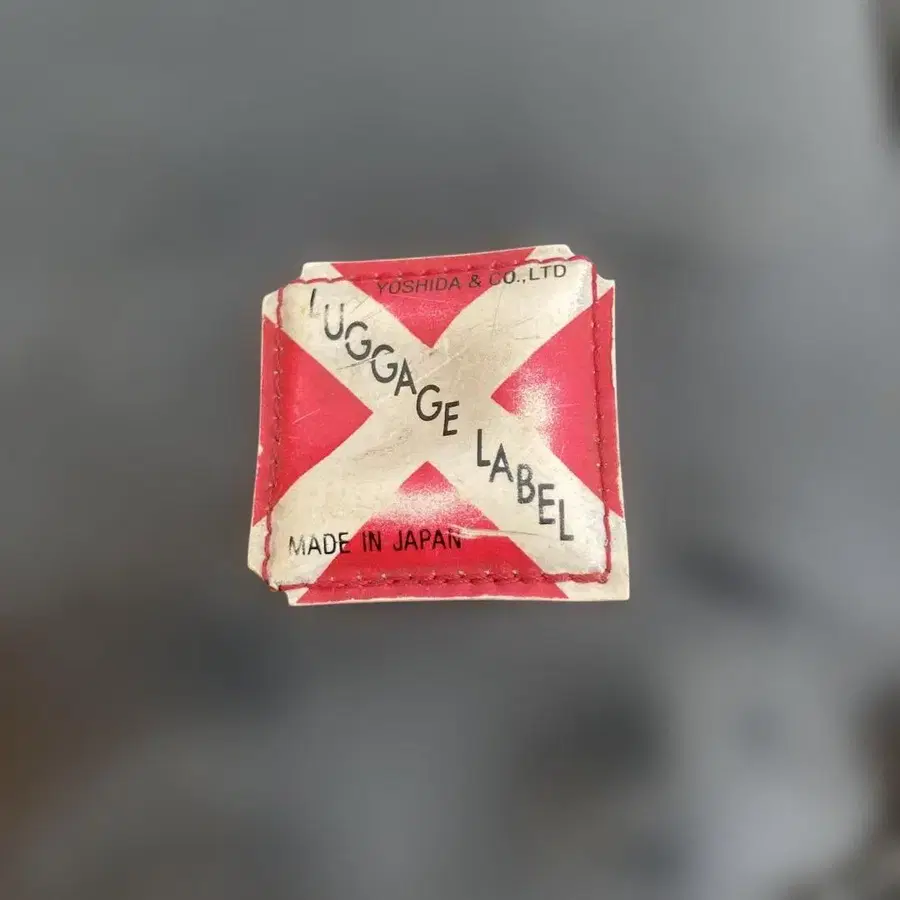 YOSHIDA & CO.,LTD
LUGGAGE LABEL
MADE IN JAPAN